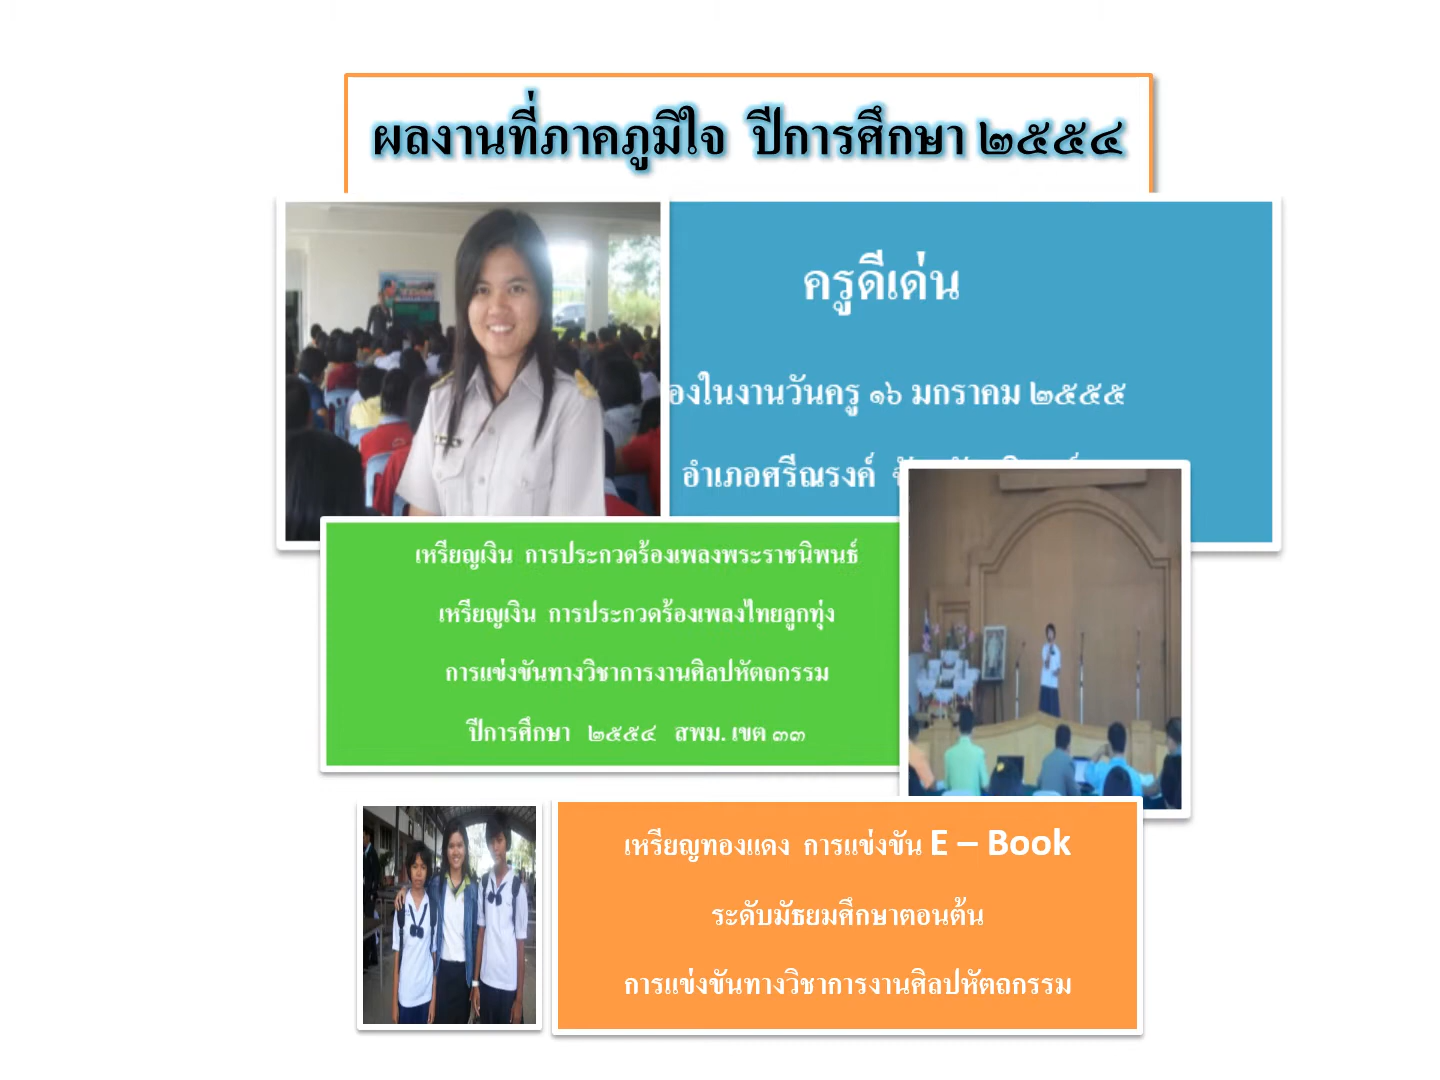 ผลงานที่ภาคภูมิใจ ปีการศึกษา ๒๕๕๔
ครูดีเด่น
องในงานวันครู ๑๖ มกราคม ๒๕๕๕
อำเภอศรีณรงค์
เหรียญเงิน การประกวดร้องเพลงพระราชนิพนธ์
เหรียญเงิน การประกวดร้องเพลงไทยลูกทุ่ง
การแข่งขันทางวิชาการงานศิลปหัตถกรรม
ปีการศึกษา ๒๕๕๔ สพม. เขต ๓๓
เหรียญทองแดง การแข่งขัน E – Book
ระดับมัธยมศึกษาตอนต้น
การแข่งขันทางวิชาการงานศิลปหัตถกรรม